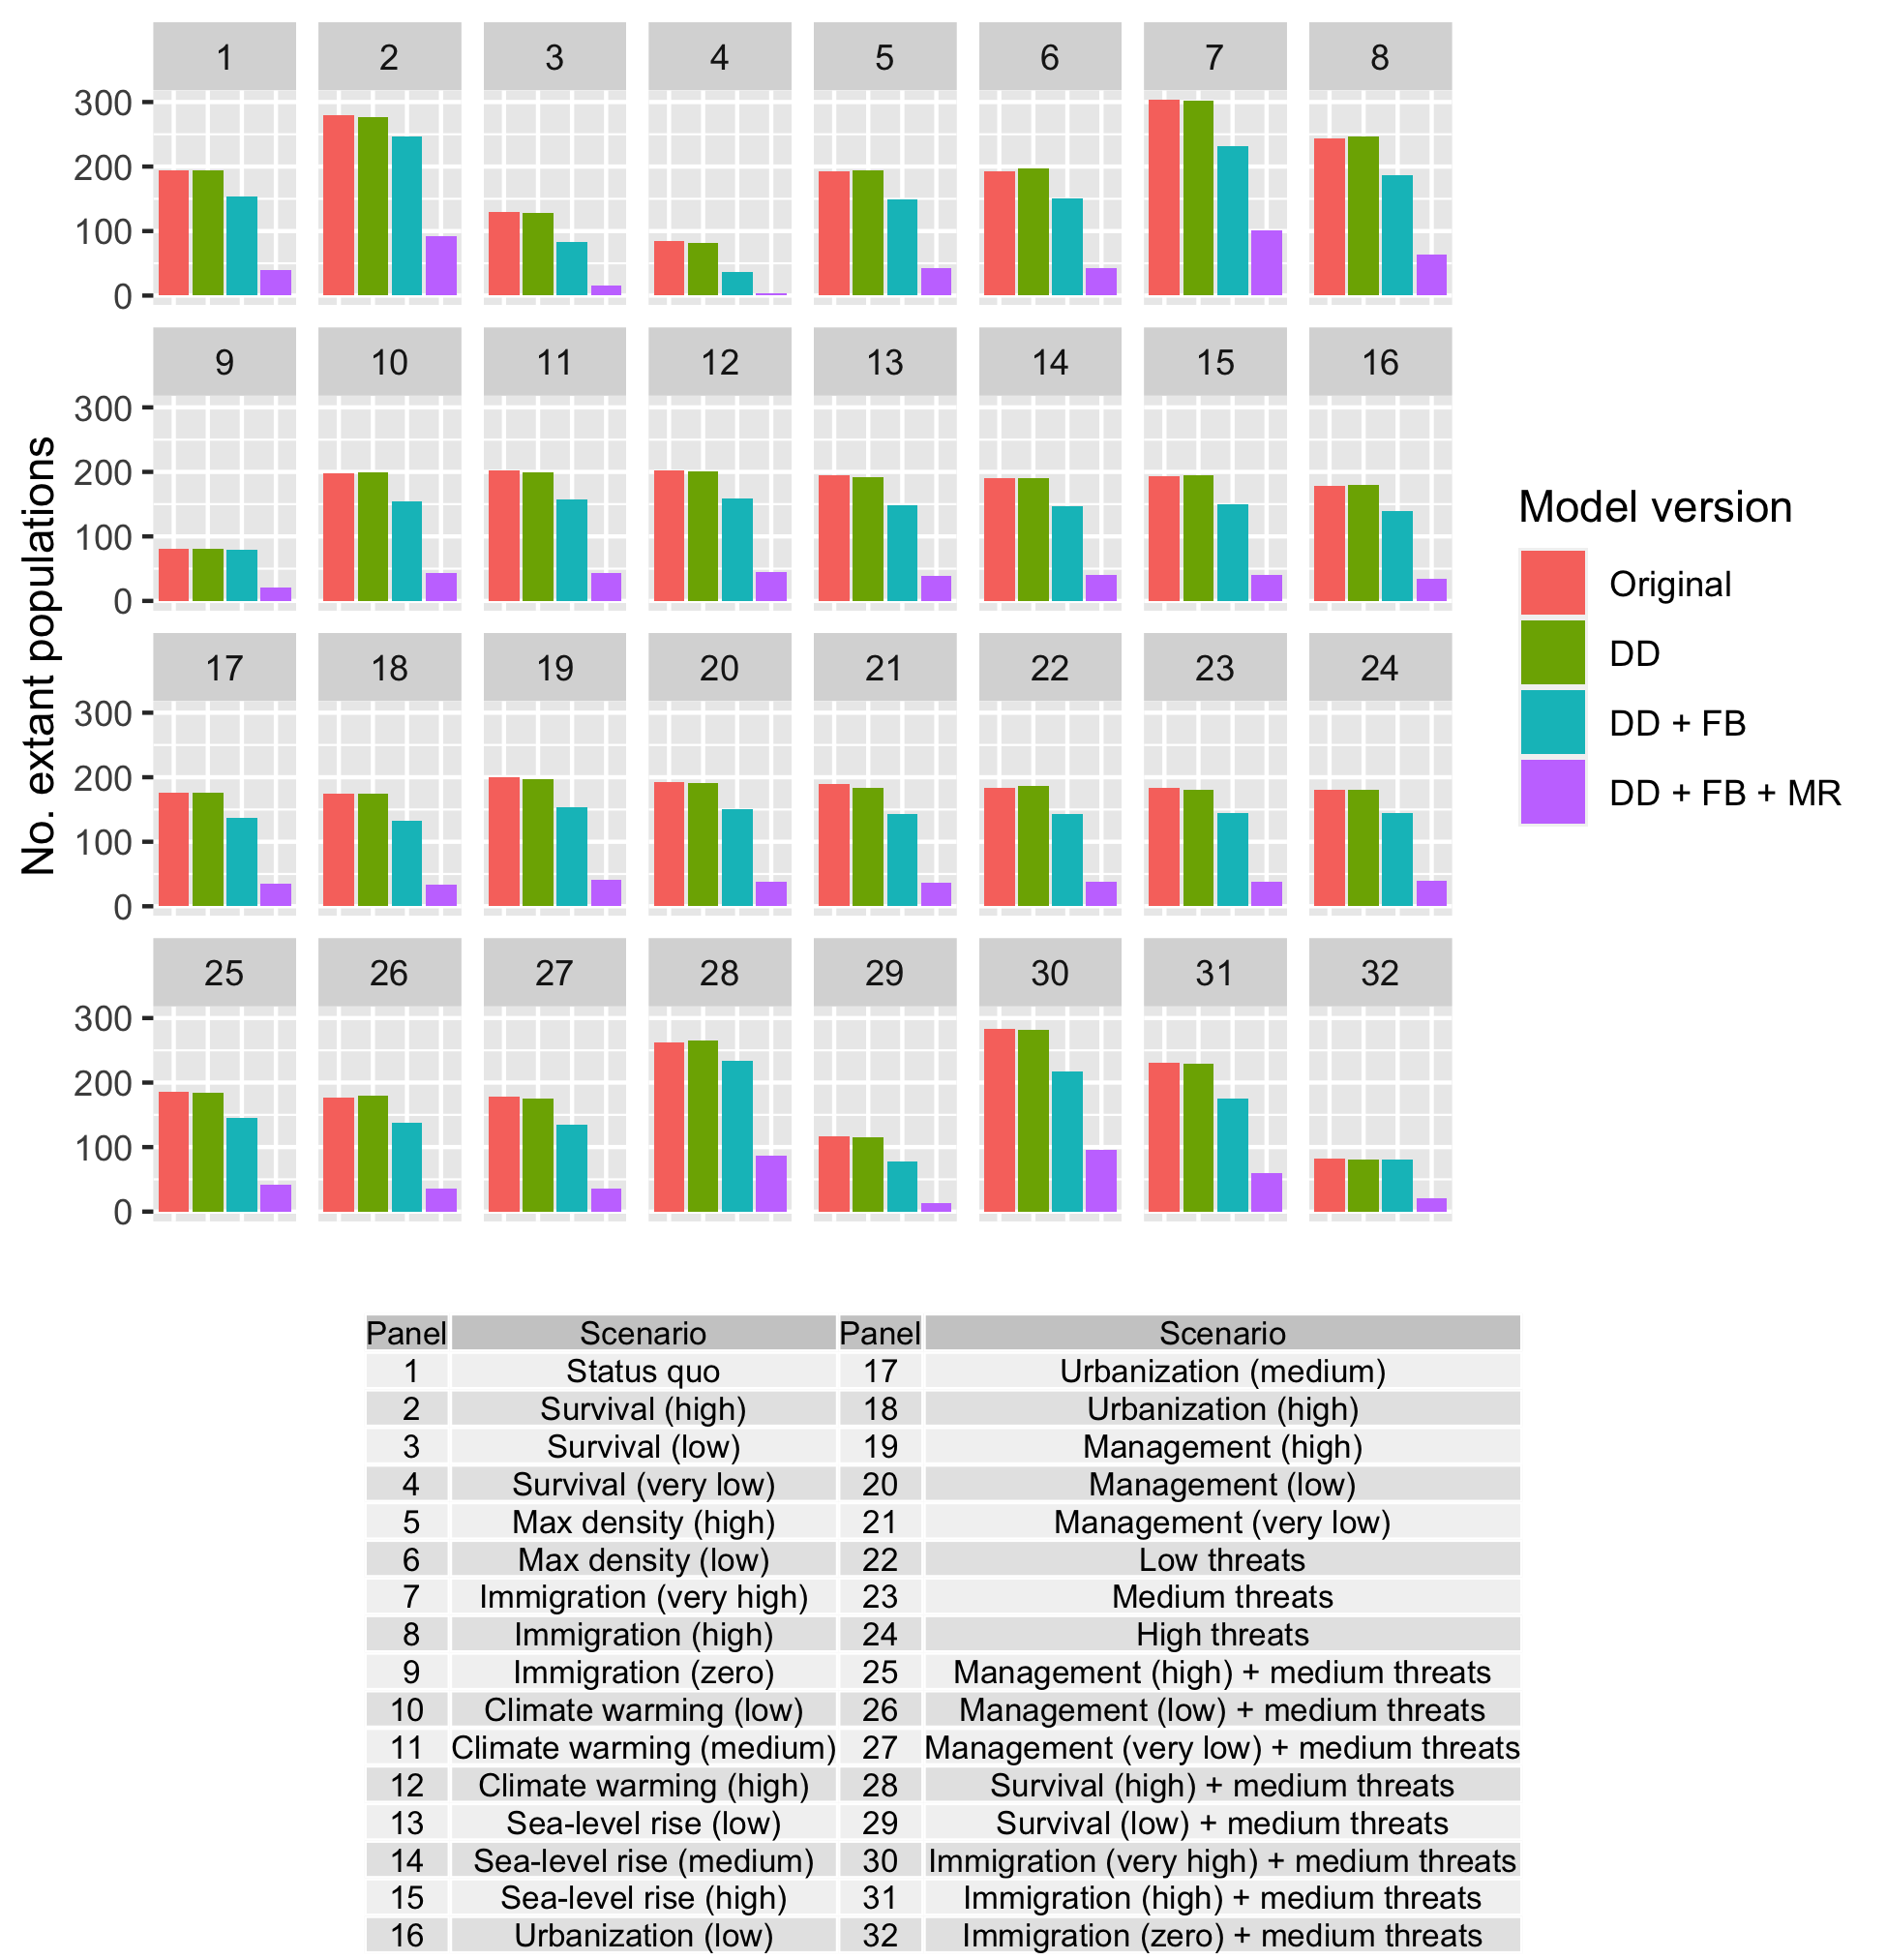 1 2 3 4 5 6 7 8
300
200
100
0
9 10 11 12 13 14 15 16
300
200
100
0
17 18 19 20 21 22 23 24
300
200
100
0
25 26 27 28 29 30 31 32
300
200
100
0
No. extant populations
Model version
Original
DD
DD + FB
DD + FB + MR
Panel Scenario Panel Scenario
1 Status quo 17 Urbanization (medium)
2 Survival (high) 18 Urbanization (high)
3 Survival (low) 19 Management (high)
4 Survival (very low) 20 Management (low)
5 Max density (high) 21 Management (very low)
6 Max density (low) 22 Low threats
7 Immigration (very high) 23 Medium threats
8 Immigration (high) 24 High threats
9 Immigration (zero) 25 Management (high) + medium threats
10 Climate warming (low) 26 Management (low) + medium threats
11 Climate warming (medium) 27 Management (very low) + medium threats
12 Climate warming (high) 28 Survival (high) + medium threats
13 Sea-level rise (low) 29 Survival (low) + medium threats
14 Sea-level rise (medium) 30 Immigration (very high) + medium threats
15 Sea-level rise (high) 31 Immigration (high) + medium threats
16 Urbanization (low) 32 Immigration (zero) + medium threats